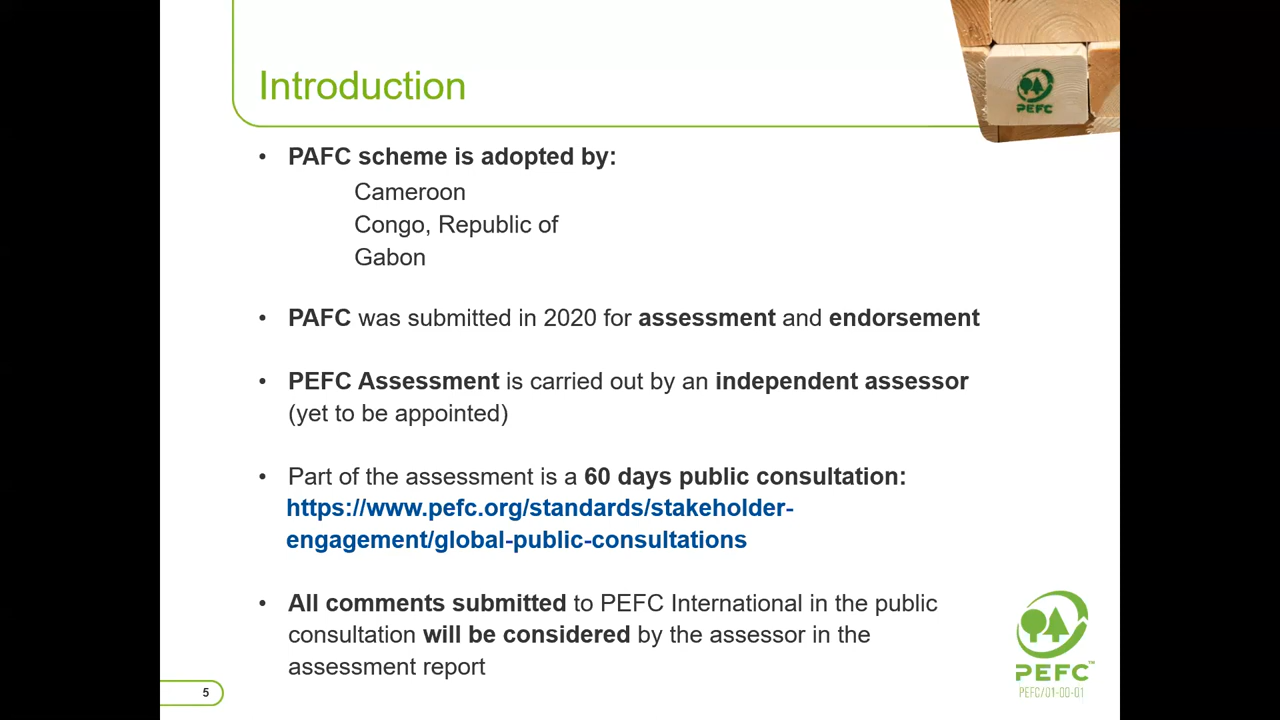 PEFC
Introduction
• PAFC scheme is adopted by:
Cameroon
Congo, Republic of
Gabon
• PAFC was submitted in 2020 for assessment and endorsement
• PEFC Assessment is carried out by an independent assessor
(yet to be appointed)
• Part of the assessment is a 60 days public consultation:
https://www.pefc.org/standards/stakeholder-
engagement/global-public-consultations
• All comments submitted to PEFC International in the public
consultation will be considered by the assessor in the
assessment report
PEFC™
PEFC/01-00-01
5